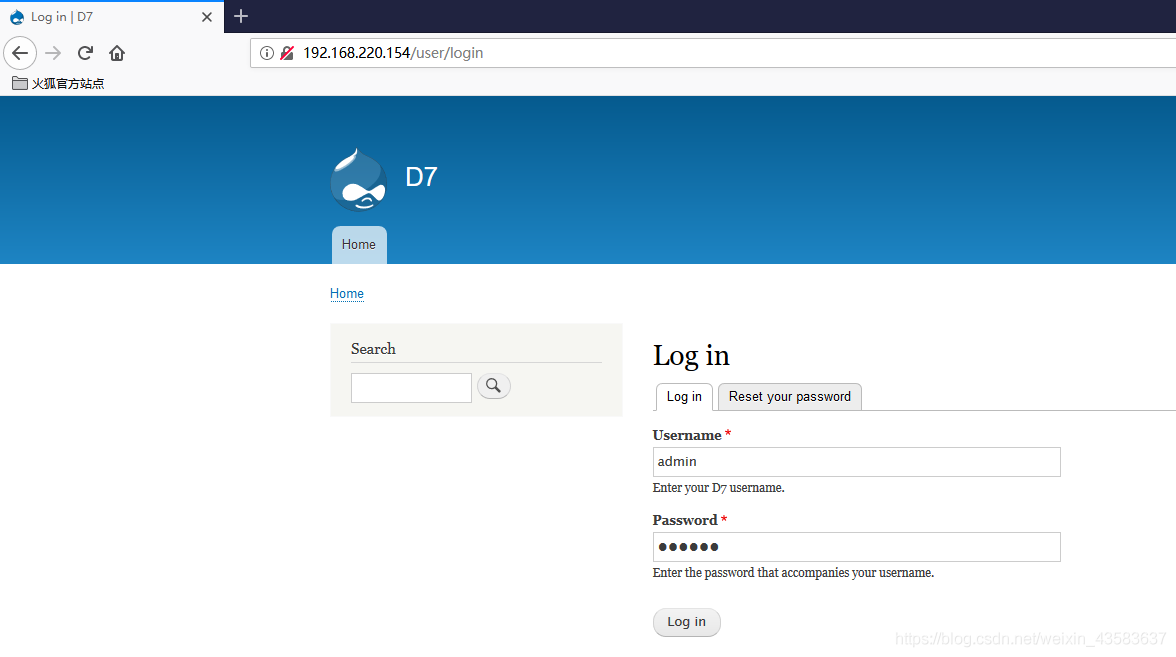 Log in | D7
192.168.220.154/user/login
火狐官方站点
D7
Home
Home
Search
Log in
Log in Reset your password
Username *
admin
Enter your D7 username.
Password *
●●●●●●
Enter the password that accompanies your username.
Log in
https://blog.csdn.net/weixin_43583637